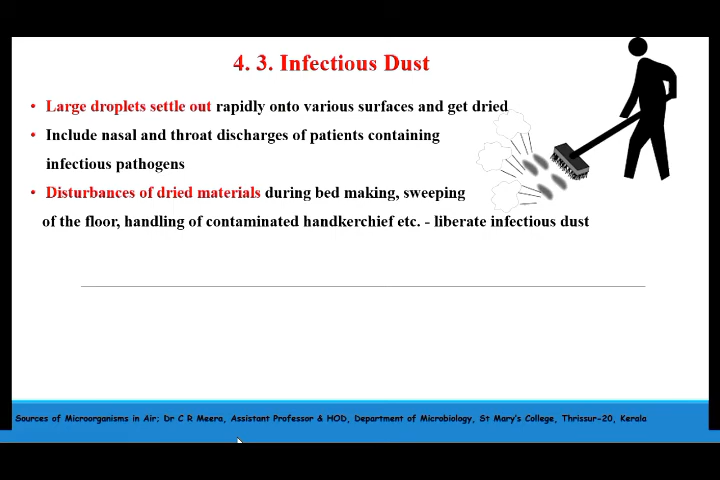 4. 3. Infectious Dust
• Large droplets settle out rapidly onto various surfaces and get dried
• Include nasal and throat discharges of patients containing
infectious pathogens
• Disturbances of dried materials during bed making, sweeping
of the floor, handling of contaminated handkerchief etc. - liberate infectious dust
Sources of Microorganisms in Air; Dr C R Meera, Assistant Professor & HOD, Department of Microbiology, St Mary's College, Thrissur-20, Kerala